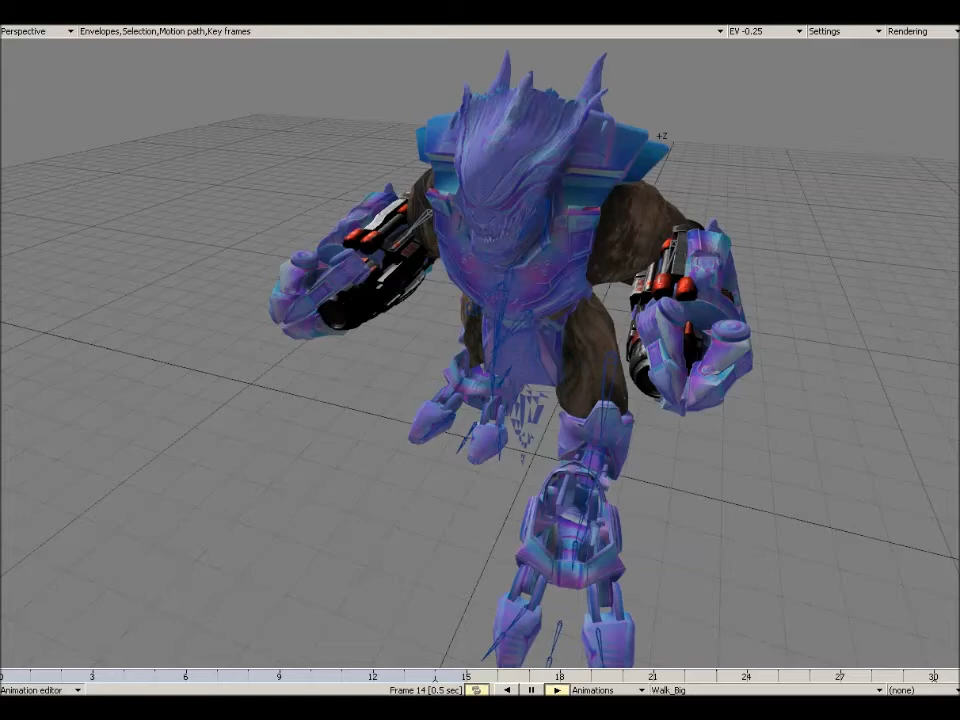 Perspective Envelopes,Selection,Motion path,Key frames EV -0.25 Settings Rendering
+Z
0 3 6 9 12 15 18 21 24 27 30
Animation editor Frame 14 [0.5 sec] Animations Walk_Big (none)